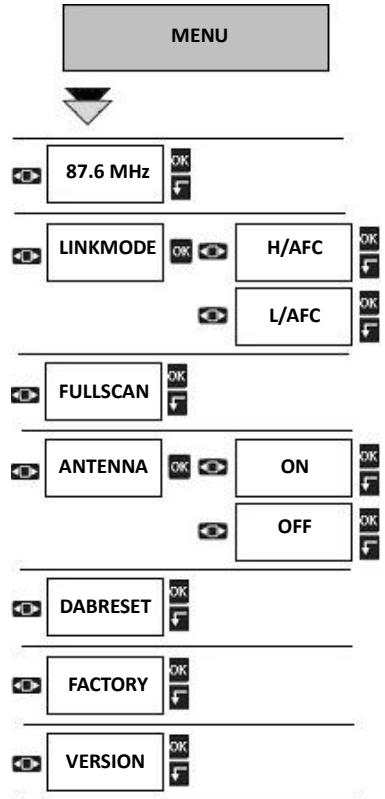 MENU
87.6 MHz
OK
LINKMODE
OK
H/AFC
OK
L/AFC
OK
FULLSCAN
OK
ANTENNA
OK
ON
OK
OFF
OK
DABRESET
OK
FACTORY
OK
VERSION
OK